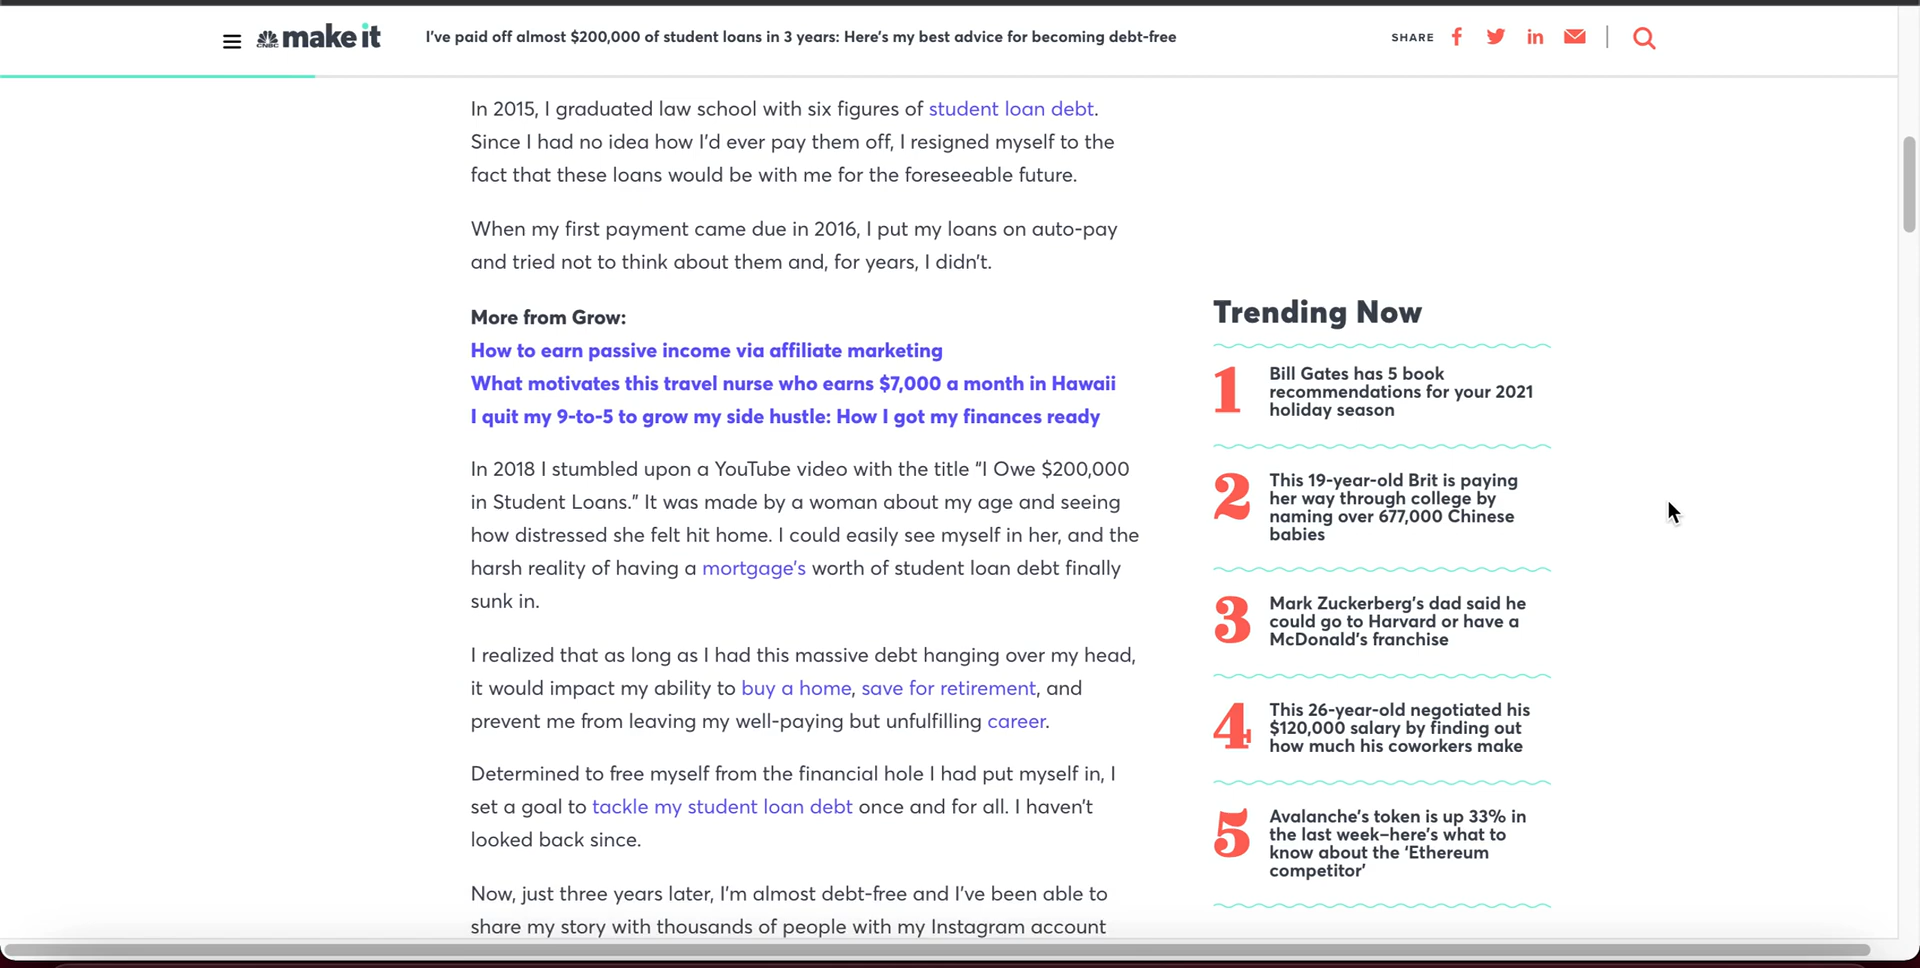 CNBC make it
I've paid off almost $200,000 of student loans in 3 years: Here's my best advice for becoming debt-free
SHARE
In 2015, I graduated law school with six figures of student loan debt.
Since I had no idea how I'd ever pay them off, I resigned myself to the
fact that these loans would be with me for the foreseeable future.
When my first payment came due in 2016, I put my loans on auto-pay
and tried not to think about them and, for years, I didn't.
More from Grow:
How to earn passive income via affiliate marketing
What motivates this travel nurse who earns $7,000 a month in Hawaii
I quit my 9-to-5 to grow my side hustle: How I got my finances ready
In 2018 I stumbled upon a YouTube video with the title "I Owe $200,000
in Student Loans." It was made by a woman about my age and seeing
how distressed she felt hit home. I could easily see myself in her, and the
harsh reality of having a mortgage's worth of student loan debt finally
sunk in.
I realized that as long as I had this massive debt hanging over my head,
it would impact my ability to buy a home, save for retirement, and
prevent me from leaving my well-paying but unfulfilling career.
Determined to free myself from the financial hole I had put myself in, I
set a goal to tackle my student loan debt once and for all. I haven't
looked back since.
Now, just three years later, I'm almost debt-free and I've been able to
share my story with thousands of people with my Instagram account
Trending Now
1
Bill Gates has 5 book
recommendations for your 2021
holiday season
2
This 19-year-old Brit is paying
her way through college by
naming over 677,000 Chinese
babies
3
Mark Zuckerberg's dad said he
could go to Harvard or have a
McDonald's franchise
4
This 26-year-old negotiated his
$120,000 salary by finding out
how much his coworkers make
5
Avalanche's token is up 33% in
the last week–here's what to
know about the 'Ethereum
competitor'